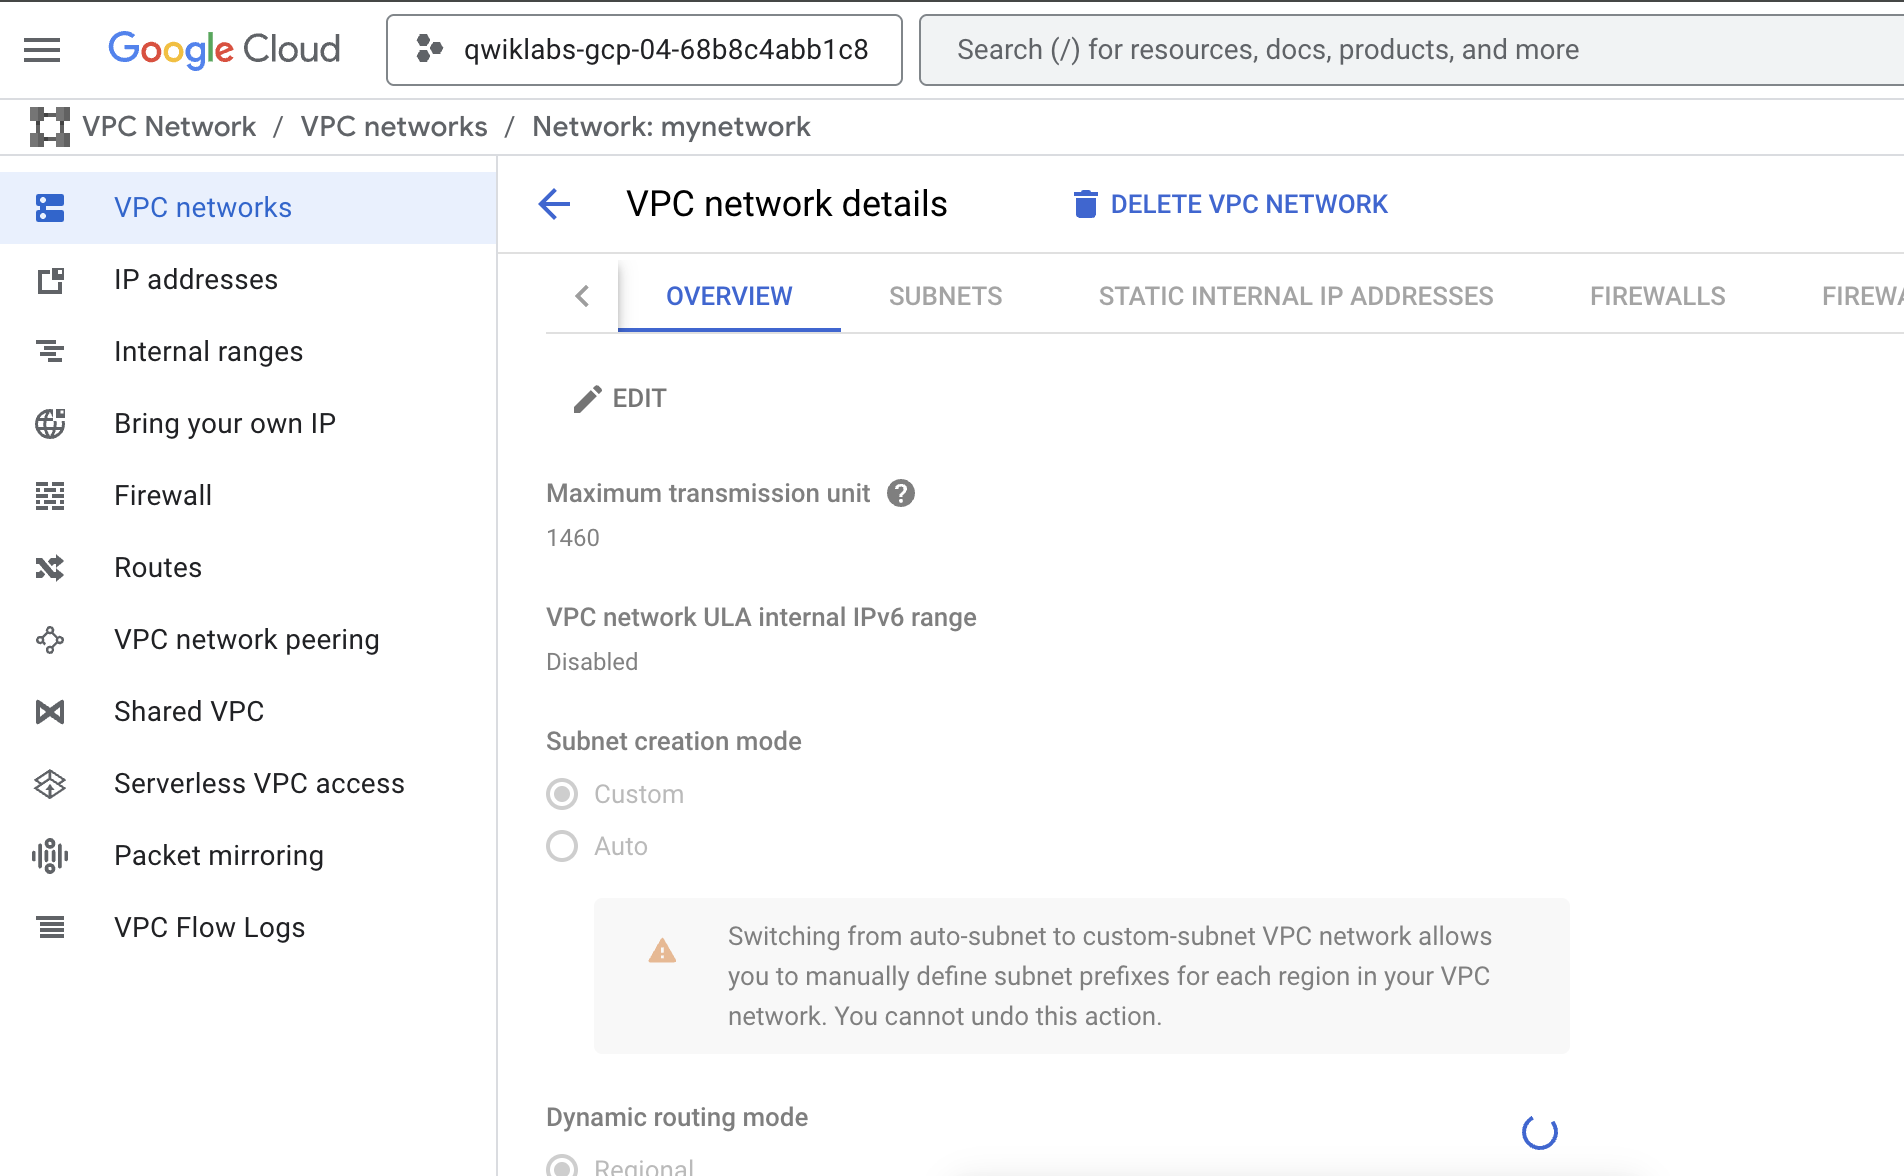 Google Cloud
qwiklabs-gcp-04-68b8c4abb1c8
Search (/) for resources, docs, products, and more
VPC Network / VPC networks / Network: mynetwork
VPC networks
IP addresses
Internal ranges
Bring your own IP
Firewall
Routes
VPC network peering
Shared VPC
Serverless VPC access
Packet mirroring
VPC Flow Logs
VPC network details
DELETE VPC NETWORK
OVERVIEW
SUBNETS
STATIC INTERNAL IP ADDRESSES
FIREWALLS
FIREWA
EDIT
Maximum transmission unit
1460
VPC network ULA internal IPv6 range
Disabled
Subnet creation mode
Custom
Auto
Switching from auto-subnet to custom-subnet VPC network allows
you to manually define subnet prefixes for each region in your VPC
network. You cannot undo this action.
Dynamic routing mode
Regional